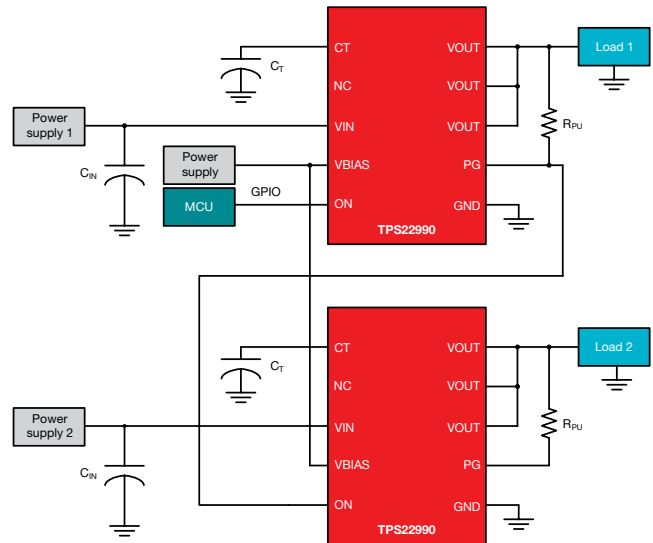 CT
VOUT
Load 1
C_T
NC
VOUT
Power
supply 1
VIN
VOUT
R_PU
C_IN
Power
supply
VBIAS
PG
MCU
GPIO
ON
GND
TPS22990
CT
VOUT
Load 2
C_T
NC
VOUT
Power
supply 2
VIN
VOUT
R_PU
C_IN
VBIAS
PG
ON
GND
TPS22990